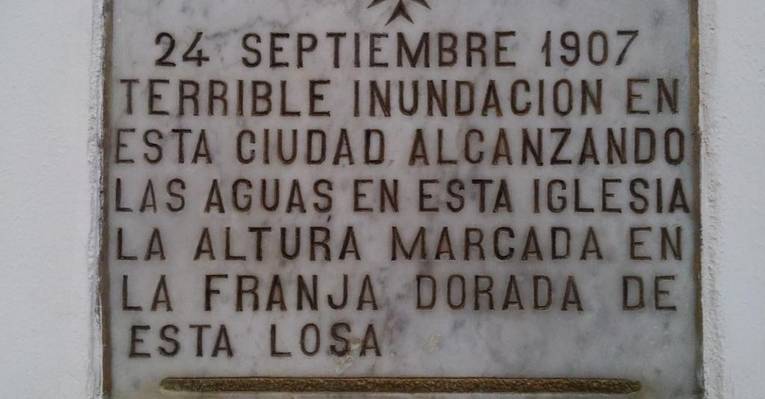 24 SEPTIEMBRE 1907
TERRIBLE INUNDACION EN
ESTA CIUDAD ALCANZANDO
LAS AGUAS EN ESTA IGLESIA
LA ALTURA MARCADA EN
LA FRANJA DORADA DE
ESTA LOSA